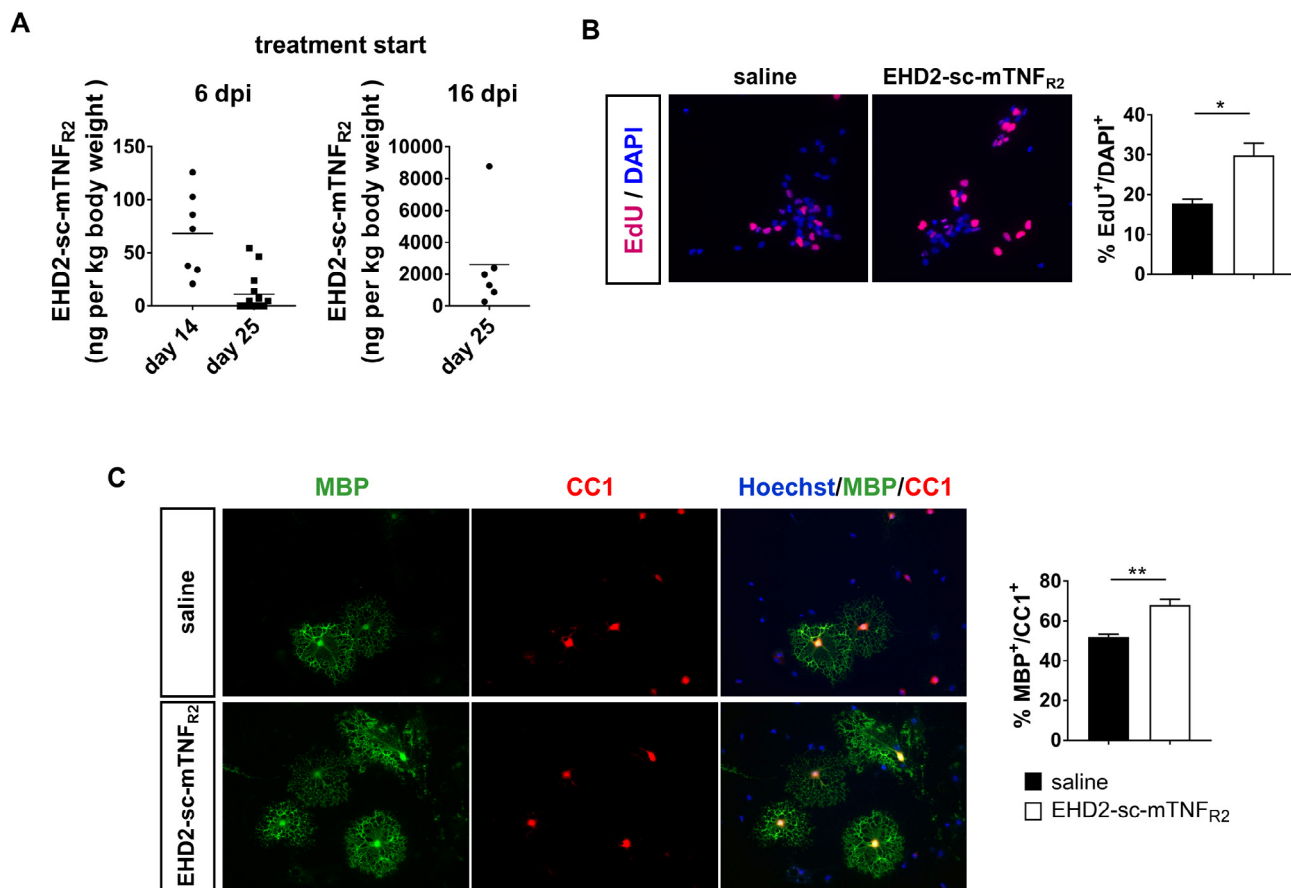 A
treatment start
6 dpi
16 dpi
EHD2-sc-mTNFR2
(ng per kg body weight )
150
100
50
0
day 14
day 25
EHD2-sc-mTNFR2
(ng per kg body weight )
10000
8000
6000
4000
2000
0
day 25
B
saline
EHD2-sc-mTNFR2
EdU / DAPI
% EdU+/DAPI+
40
30
20
10
0
*
C
MBP
CC1
Hoechst/MBP/CC1
saline
EHD2-sc-mTNFR2
% MBP+/CC1+
80
60
40
20
0
**
saline
EHD2-sc-mTNFR2